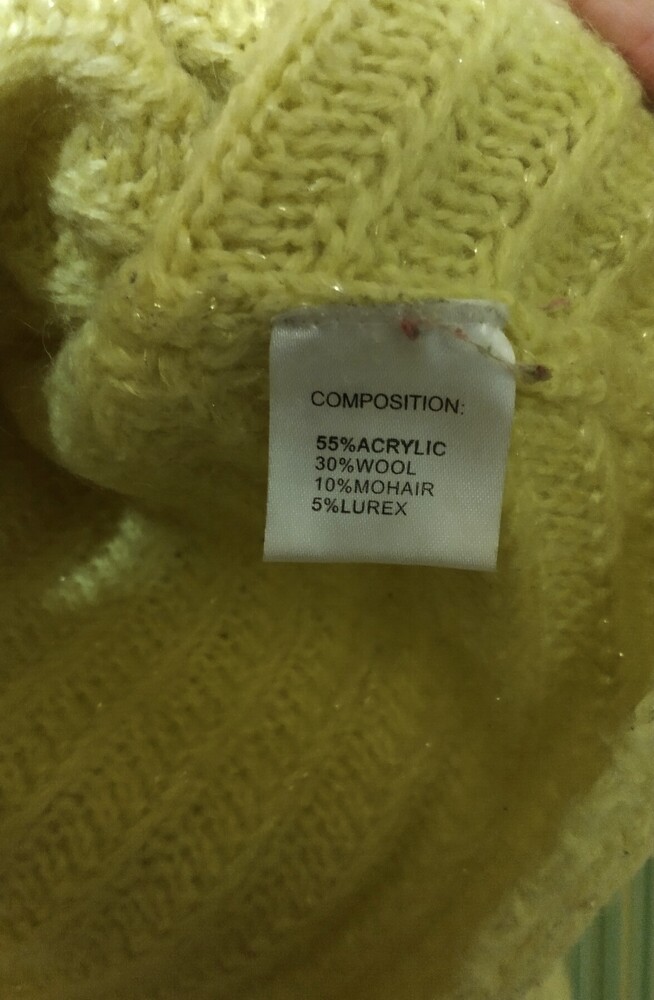 COMPOSITION:
55%ACRYLIC
30%WOOL
10%MOHAIR
5%LUREX